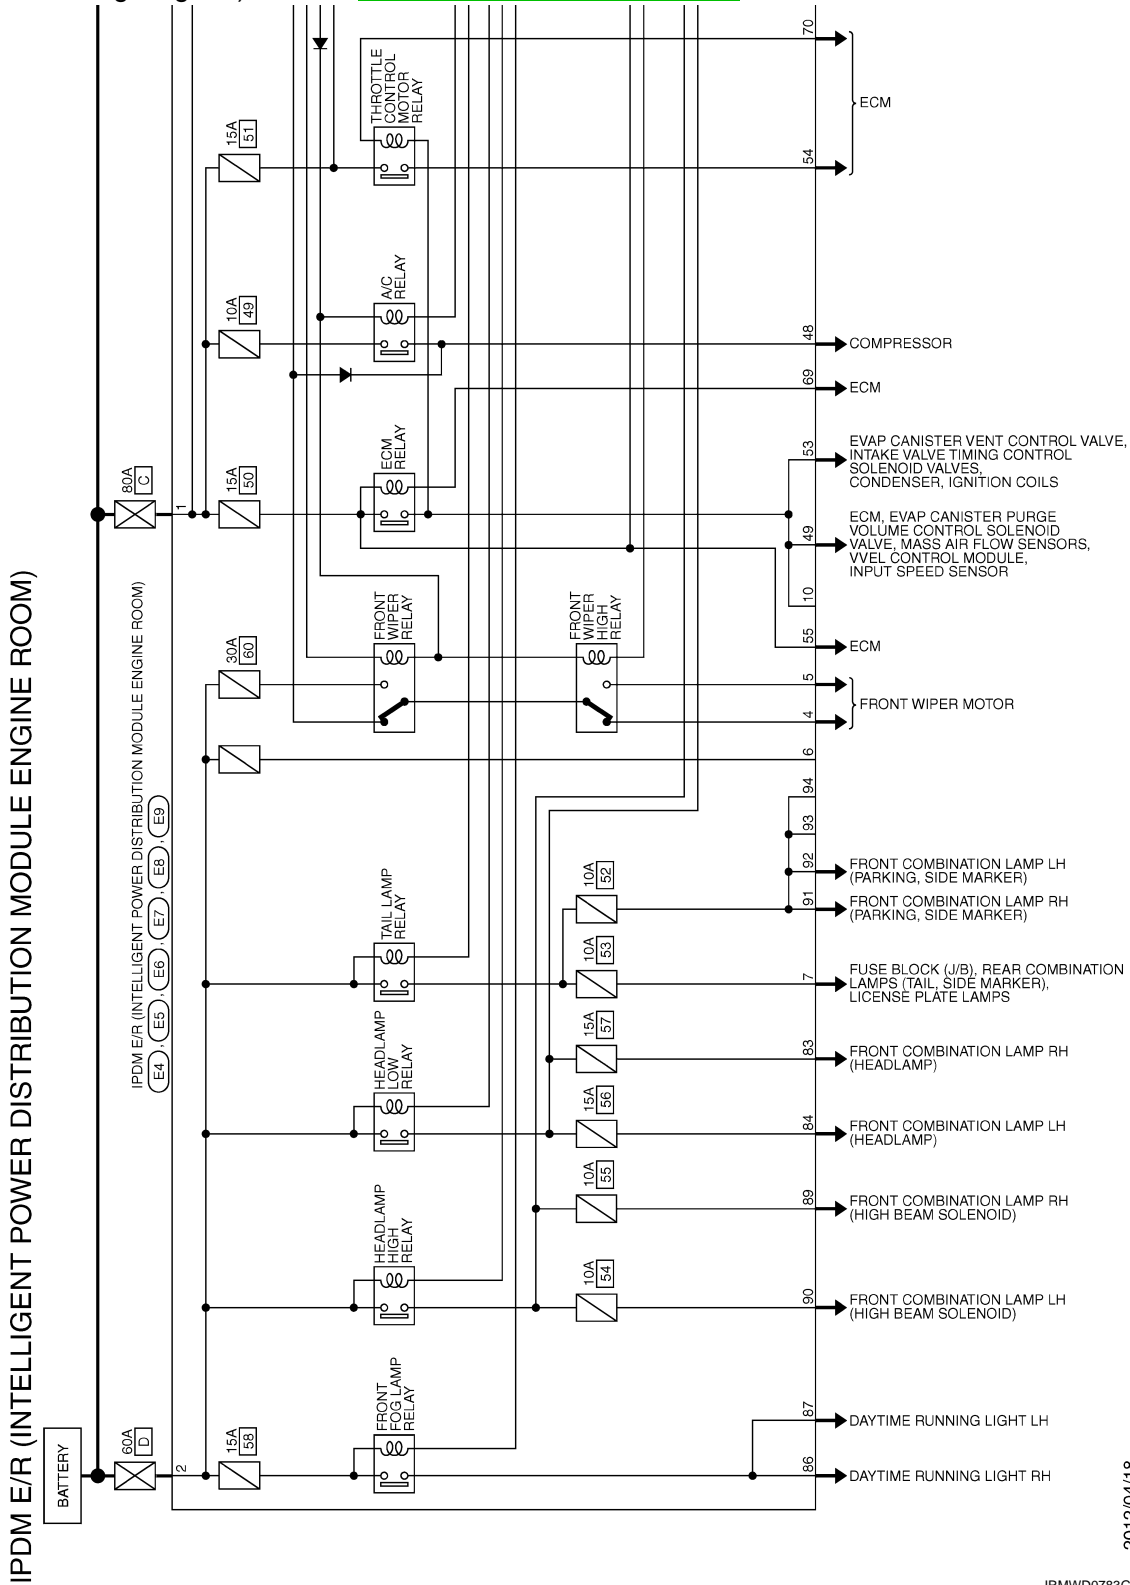 IPDM E/R (INTELLIGENT POWER DISTRIBUTION MODULE ENGINE ROOM)
IPDM E/R (INTELLIGENT POWER DISTRIBUTION MODULE ENGINE ROOM)
E4 , E5 , E6 , E7 , E8 , E9
BATTERY
70
THROTTLE
CONTROL
MOTOR
RELAY
ECM
15A
51
54
A/C
RELAY
10A
49
48
COMPRESSOR
69
ECM
80A
C
1
15A
50
ECM
RELAY
53
EVAP CANISTER VENT CONTROL VALVE,
INTAKE VALVE TIMING CONTROL
SOLENOID VALVES,
CONDENSER, IGNITION COILS
49
ECM, EVAP CANISTER PURGE
VOLUME CONTROL SOLENOID
VALVE, MASS AIR FLOW SENSORS,
VVEL CONTROL MODULE,
INPUT SPEED SENSOR
10
55
ECM
30A
60
FRONT
WIPER
RELAY
FRONT
WIPER
HIGH
RELAY
5
4
FRONT WIPER MOTOR
6
94
93
10A
52
92
FRONT COMBINATION LAMP LH
(PARKING, SIDE MARKER)
91
FRONT COMBINATION LAMP RH
(PARKING, SIDE MARKER)
TAIL LAMP
RELAY
10A
53
7
FUSE BLOCK (J/B), REAR COMBINATION
LAMPS (TAIL, SIDE MARKER),
LICENSE PLATE LAMPS
15A
57
83
FRONT COMBINATION LAMP RH
(HEADLAMP)
HEADLAMP
LOW
RELAY
15A
56
84
FRONT COMBINATION LAMP LH
(HEADLAMP)
10A
55
89
FRONT COMBINATION LAMP RH
(HIGH BEAM SOLENOID)
HEADLAMP
HIGH
RELAY
10A
54
90
FRONT COMBINATION LAMP LH
(HIGH BEAM SOLENOID)
60A
D
2
15A
58
FRONT
FOG LAMP
RELAY
87
DAYTIME RUNNING LIGHT LH
86
DAYTIME RUNNING LIGHT RH